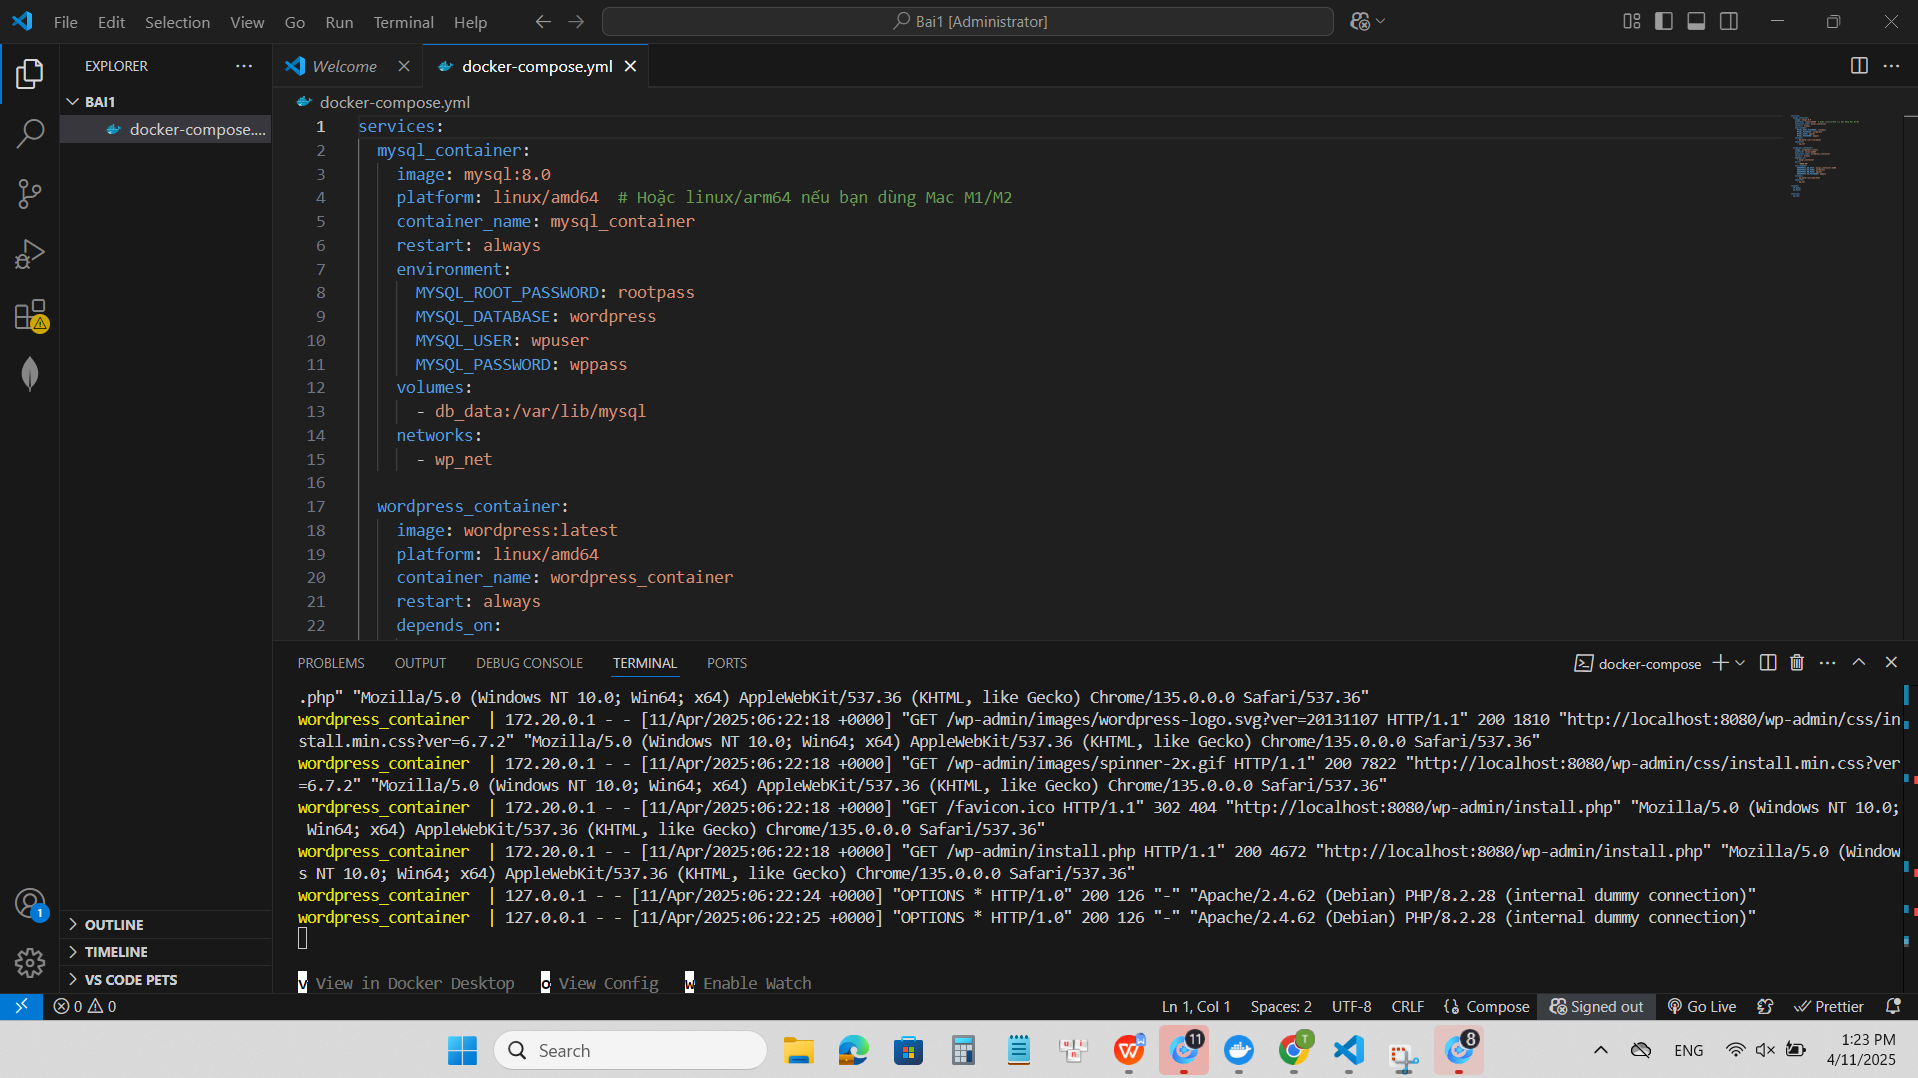 File Edit Selection View Go Run Terminal Help
Bai1 [Administrator]
EXPLORER
BAI1
docker-compose....
OUTLINE
TIMELINE
VS CODE PETS
Welcome
docker-compose.yml
docker-compose.yml
1 services:
2 mysql_container:
3 image: mysql:8.0
4 platform: linux/amd64 # Hoặc linux/arm64 nếu bạn dùng Mac M1/M2
5 container_name: mysql_container
6 restart: always
7 environment:
8 MYSQL_ROOT_PASSWORD: rootpass
9 MYSQL_DATABASE: wordpress
10 MYSQL_USER: wpuser
11 MYSQL_PASSWORD: wppass
12 volumes:
13 - db_data:/var/lib/mysql
14 networks:
15 - wp_net
16
17 wordpress_container:
18 image: wordpress:latest
19 platform: linux/amd64
20 container_name: wordpress_container
21 restart: always
22 depends_on:
PROBLEMS OUTPUT DEBUG CONSOLE TERMINAL PORTS
docker-compose
.php" "Mozilla/5.0 (Windows NT 10.0; Win64; x64) AppleWebKit/537.36 (KHTML, like Gecko) Chrome/135.0.0.0 Safari/537.36"
wordpress_container | 172.20.0.1 - - [11/Apr/2025:06:22:18 +0000] "GET /wp-admin/images/wordpress-logo.svg?ver=20131107 HTTP/1.1" 200 1810 "http://localhost:8080/wp-admin/css/in
stall.min.css?ver=6.7.2" "Mozilla/5.0 (Windows NT 10.0; Win64; x64) AppleWebKit/537.36 (KHTML, like Gecko) Chrome/135.0.0.0 Safari/537.36"
wordpress_container | 172.20.0.1 - - [11/Apr/2025:06:22:18 +0000] "GET /wp-admin/images/spinner-2x.gif HTTP/1.1" 200 7822 "http://localhost:8080/wp-admin/css/install.min.css?ver
=6.7.2" "Mozilla/5.0 (Windows NT 10.0; Win64; x64) AppleWebKit/537.36 (KHTML, like Gecko) Chrome/135.0.0.0 Safari/537.36"
wordpress_container | 172.20.0.1 - - [11/Apr/2025:06:22:18 +0000] "GET /favicon.ico HTTP/1.1" 302 404 "http://localhost:8080/wp-admin/install.php" "Mozilla/5.0 (Windows NT 10.0;
Win64; x64) AppleWebKit/537.36 (KHTML, like Gecko) Chrome/135.0.0.0 Safari/537.36"
wordpress_container | 172.20.0.1 - - [11/Apr/2025:06:22:18 +0000] "GET /wp-admin/install.php HTTP/1.1" 200 4672 "http://localhost:8080/wp-admin/install.php" "Mozilla/5.0 (Window
s NT 10.0; Win64; x64) AppleWebKit/537.36 (KHTML, like Gecko) Chrome/135.0.0.0 Safari/537.36"
wordpress_container | 127.0.0.1 - - [11/Apr/2025:06:22:24 +0000] "OPTIONS * HTTP/1.0" 200 126 "-" "Apache/2.4.62 (Debian) PHP/8.2.28 (internal dummy connection)"
wordpress_container | 127.0.0.1 - - [11/Apr/2025:06:22:25 +0000] "OPTIONS * HTTP/1.0" 200 126 "-" "Apache/2.4.62 (Debian) PHP/8.2.28 (internal dummy connection)"
v View in Docker Desktop o View Config w Enable Watch
1
0 0 Ln 1, Col 1 Spaces: 2 UTF-8 CRLF {} Compose Signed out Go Live Prettier
Search
11
T
8
ENG
1:23 PM
4/11/2025